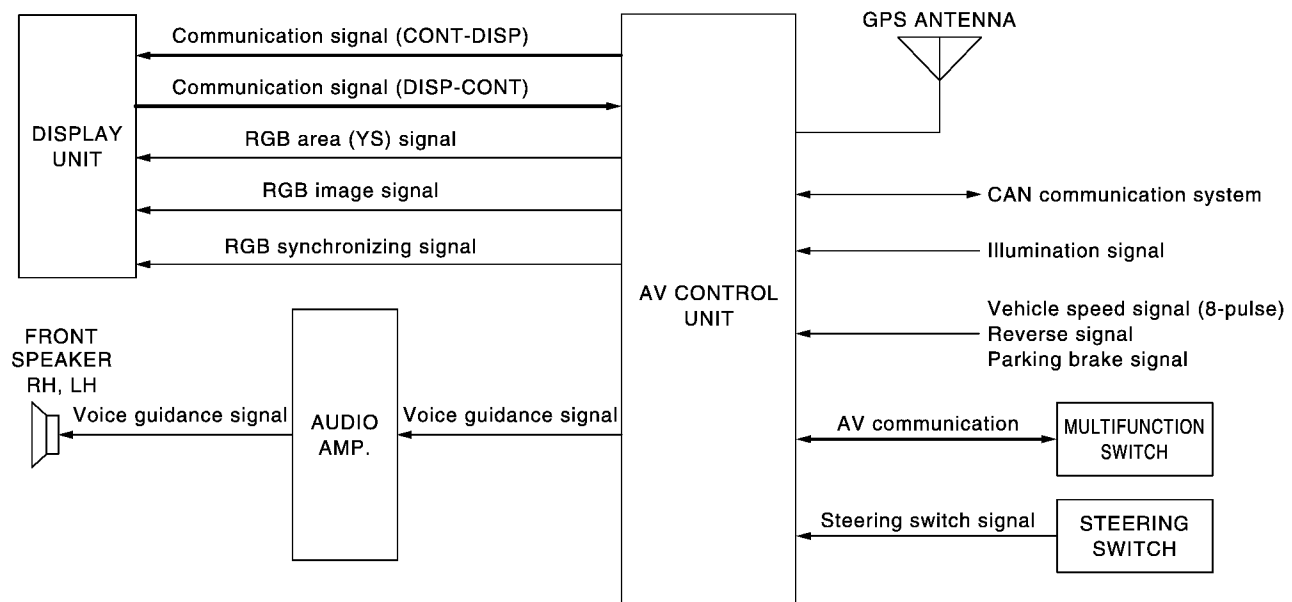 GPS ANTENNA
Communication signal (CONT-DISP)
Communication signal (DISP-CONT)
DISPLAY
UNIT
RGB area (YS) signal
RGB image signal
RGB synchronizing signal
AV CONTROL
UNIT
CAN communication system
Illumination signal
Vehicle speed signal (8-pulse)
Reverse signal
Parking brake signal
FRONT
SPEAKER
RH, LH
Voice guidance signal
AUDIO
AMP.
Voice guidance signal
AV communication
MULTIFUNCTION
SWITCH
Steering switch signal
STEERING
SWITCH